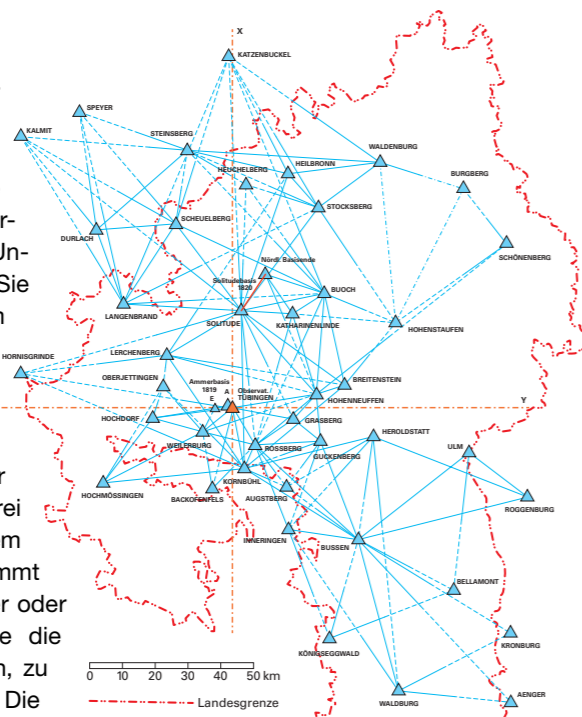 X
KATZENBUCKEL
SPEYER
KALMIT
STEINSBERG
WALDENBURG
HEUCHELBERG
HEILBRONN
BURGBERG
STOCKSBERG
SCHEUELBERG
DURLACH
er-
Un-
Sie
n
SCHÖNENBERG
Nördl. Basisende
Solitudebasis
1820
BUOCH
LANGENBRAND
SOLITUDE
KATHARINENLINDE
HOHENSTAUFEN
LERCHENBERG
HORNISGRINDE
OBERJETTINGEN
Ammerbasis
1819
E
A
Observat.
TÜBINGEN
BREITENSTEIN
HOHENNEUFFEN
Y
HOCHDORF
GRASBERG
WEILERBURG
HEROLDSTATT
ROSSBERG
GUCKENBERG
ULM
KORNBÜHL
HOCHMÖSSINGEN
BACKOFENFELS
AUGSTBERG
ROGGENBURG
INNERINGEN
BUSSEN
r
rei
m
mmt
er oder
e die
n, zu
Die
BELLAMONT
KÖNIGSEGGWALD
KRONBURG
WALDBURG
AENGER
0 10 20 30 40 50 km
Landesgrenze